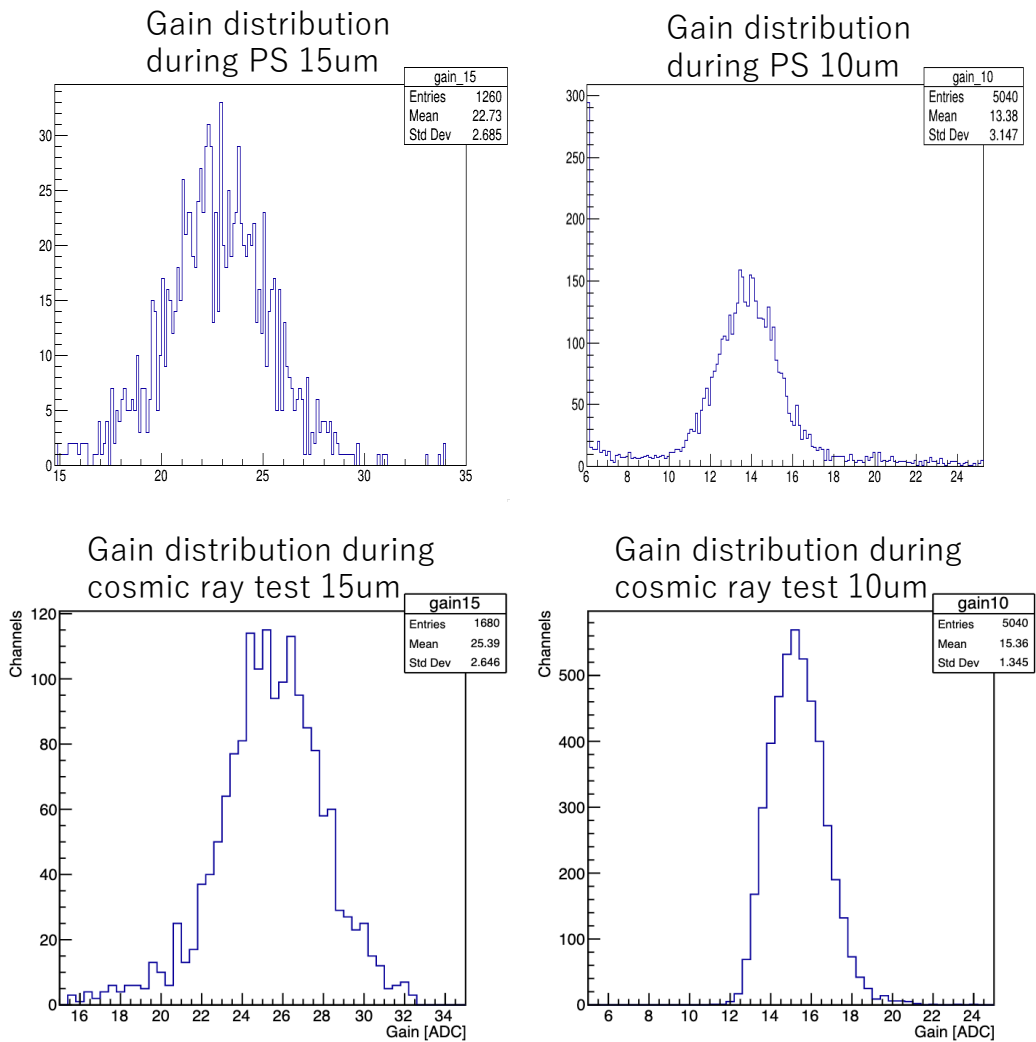 Gain distribution
during PS 15um
gain_15
Entries 1260
Mean 22.73
Std Dev 2.685
30
25
20
15
10
5
0
15 20 25 30 35
Gain distribution
during PS 10um
gain_10
Entries 5040
Mean 13.38
Std Dev 3.147
300
250
200
150
100
50
0
6 8 10 12 14 16 18 20 22 24
Gain distribution during
cosmic ray test 15um
gain15
Entries 1680
Mean 25.39
Std Dev 2.646
Channels
120
100
80
60
40
20
0
16 18 20 22 24 26 28 30 32 34
Gain [ADC]
Gain distribution during
cosmic ray test 10um
gain10
Entries 5040
Mean 15.36
Std Dev 1.345
Channels
500
400
300
200
100
0
6 8 10 12 14 16 18 20 22 24
Gain [ADC]